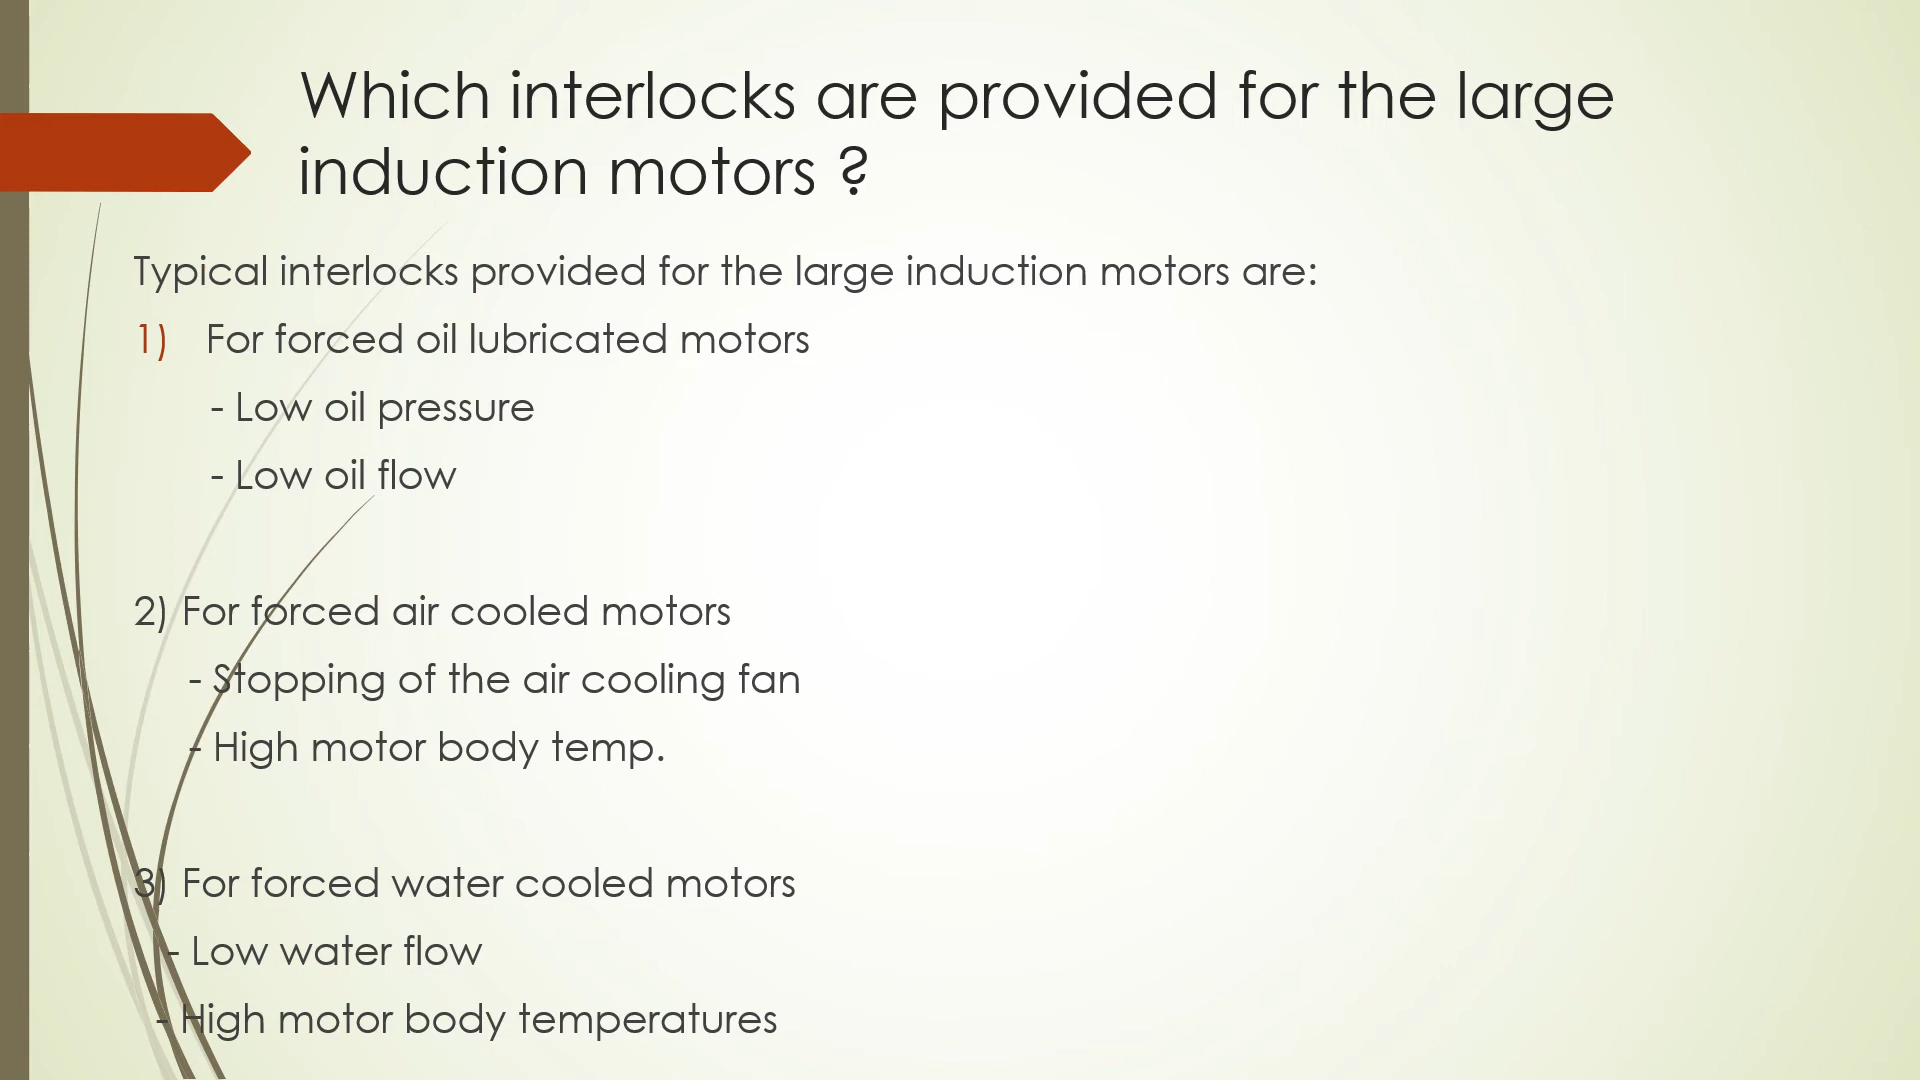 Which interlocks are provided for the large
induction motors ?
Typical interlocks provided for the large induction motors are:
1) For forced oil lubricated motors
- Low oil pressure
- Low oil flow
2) For forced air cooled motors
- Stopping of the air cooling fan
- High motor body temp.
3) For forced water cooled motors
- Low water flow
- High motor body temperatures